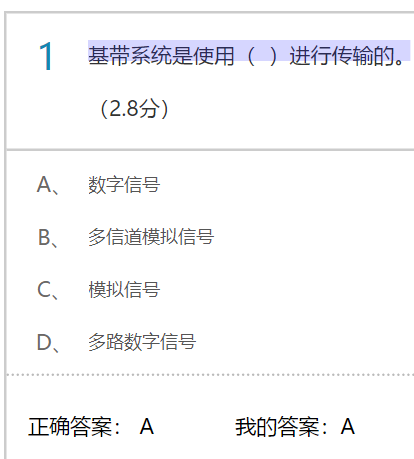 1 基带系统是使用（ ）进行传输的。
（2.8分）
A、 数字信号
B、 多信道模拟信号
C、 模拟信号
D、 多路数字信号
正确答案： A 我的答案：A